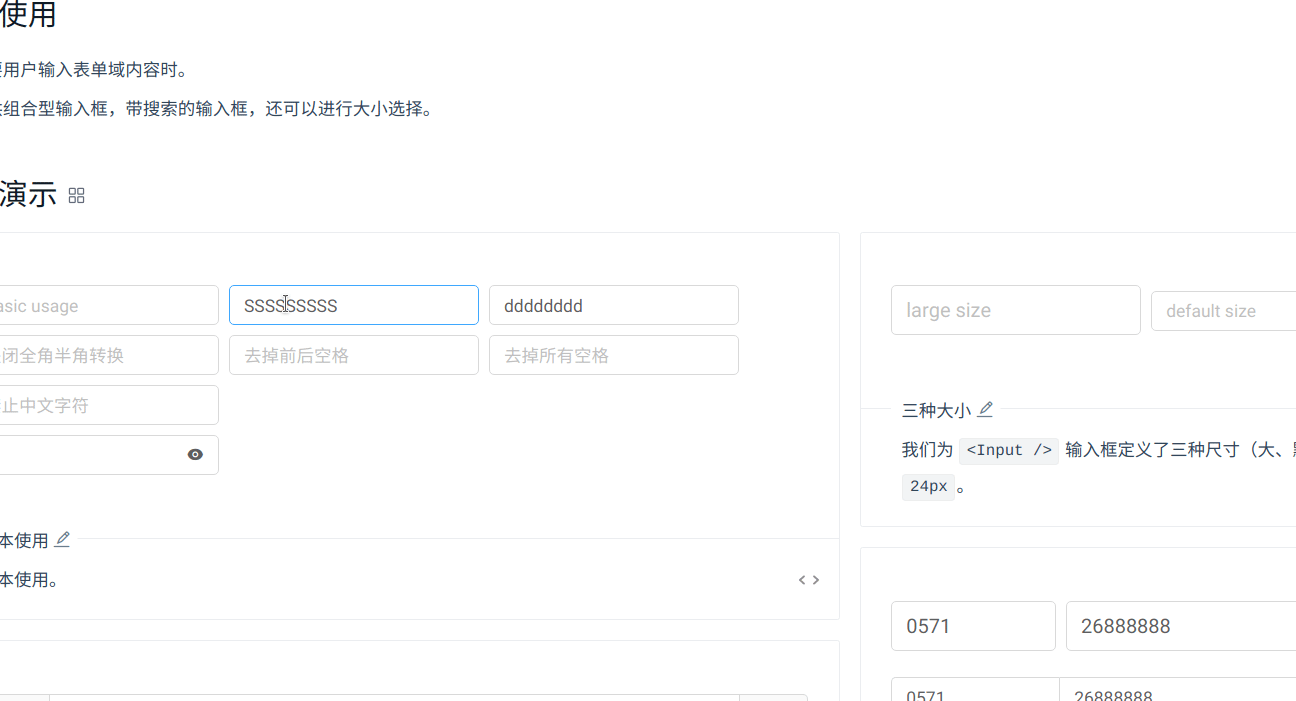 使用
用户输入表单域内容时。
组合型输入框，带搜索的输入框，还可以进行大小选择。
演示
asic usage
SSSSSSSSS
dddddddd
闭全角半角转换
去掉前后空格
去掉所有空格
止中文字符
本使用
本使用。
large size
default size
三种大小
我们为 <Input /> 输入框定义了三种尺寸（大、
24px 。
0571
26888888
0571
26888888